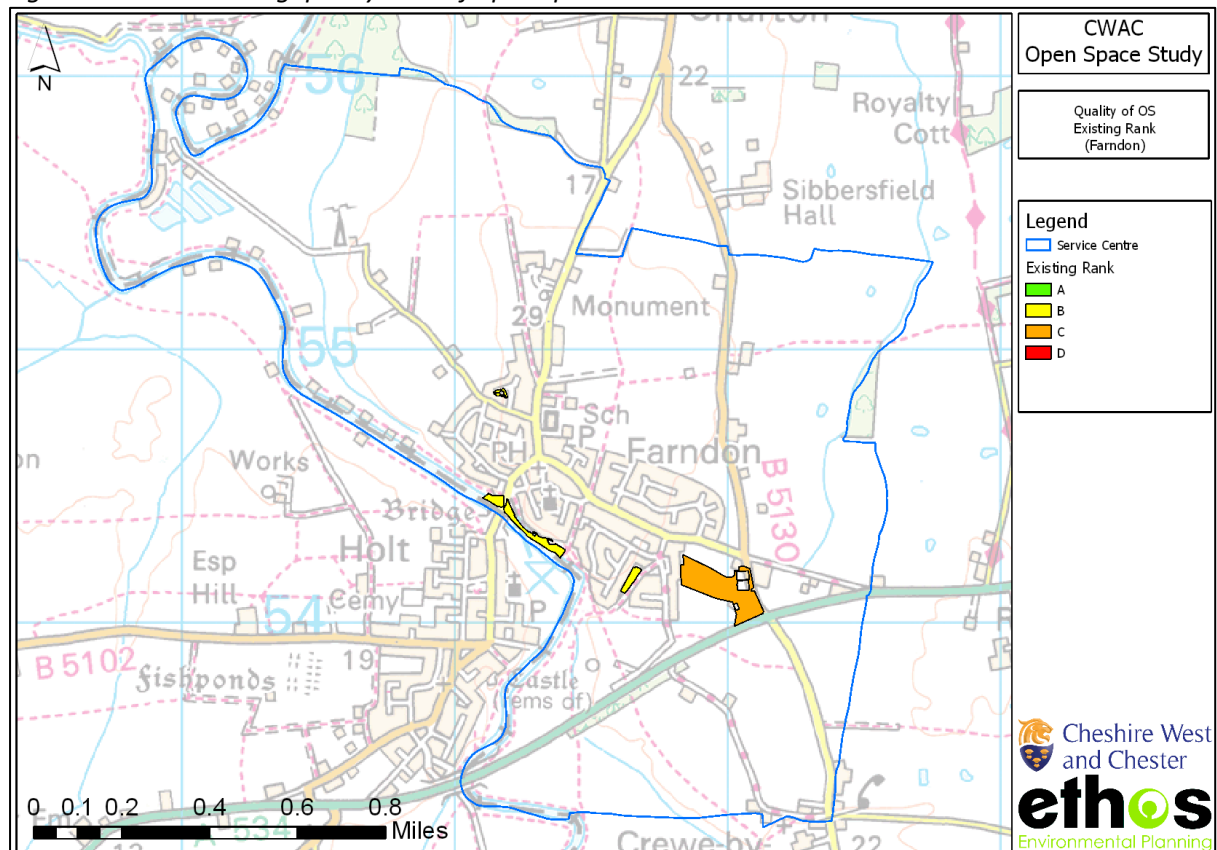 N
56
22
Royalty
Cott
17
Sibbersfield
Hall
Monument
29
55
Sch
P
PH
Farndon
Works
Bridge
B 5130
Holt
Esp
Hill
Cemy
54
P
B 5102
19
Fishponds
Castle
(rems of)
0 0.1 0.2 0.4 0.6 0.8
Miles
A 534
Crewe-by-
22
CWAC
Open Space Study
Quality of OS
Existing Rank
(Farndon)
Legend
Service Centre
Existing Rank
A
B
C
D
Cheshire West
and Chester
ethos
Environmental Planning